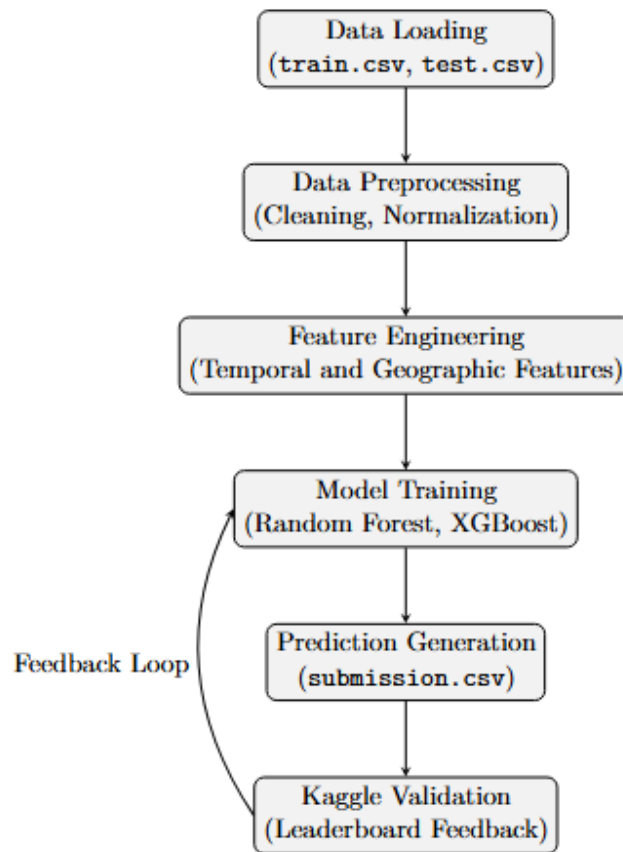 Data Loading
(train.csv, test.csv)
Data Preprocessing
(Cleaning, Normalization)
Feature Engineering
(Temporal and Geographic Features)
Model Training
(Random Forest, XGBoost)
Feedback Loop
Prediction Generation
(submission.csv)
Kaggle Validation
(Leaderboard Feedback)